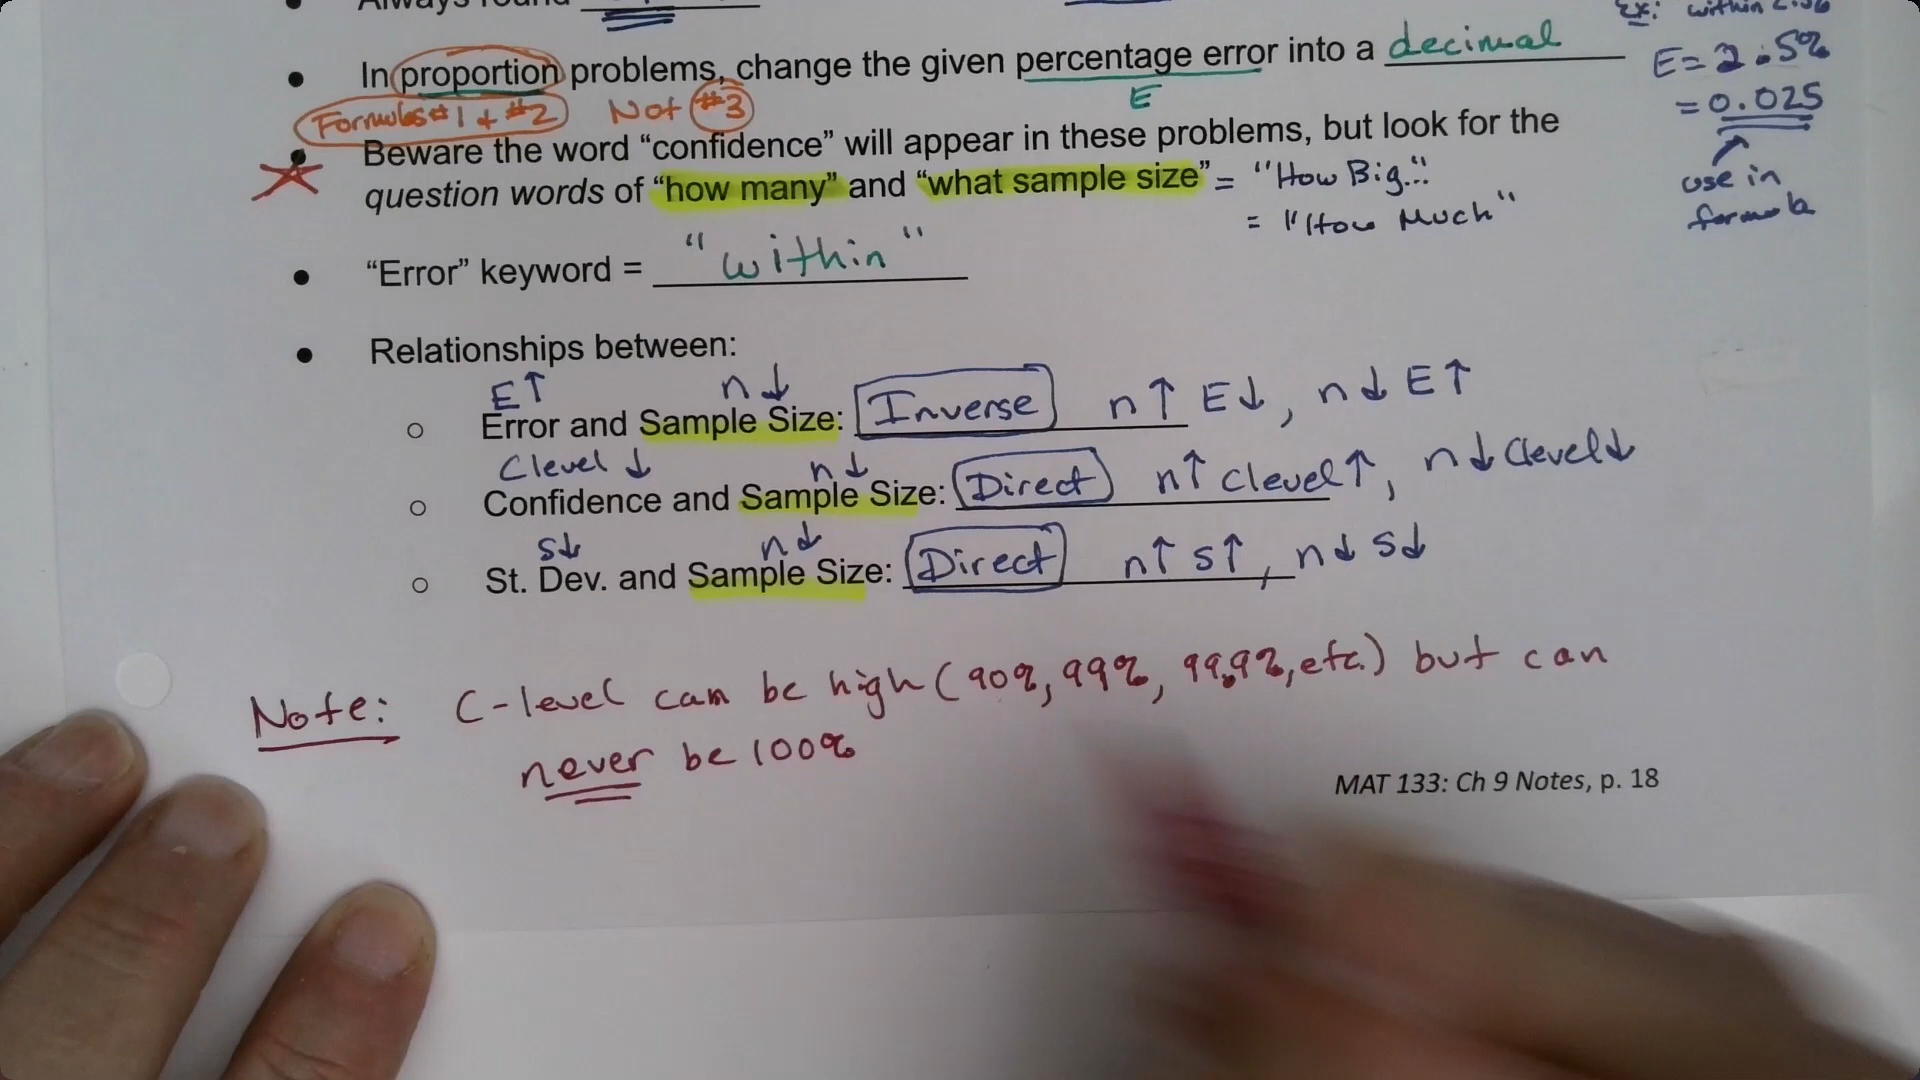 Always round
Ex: within 2.5%
In proportion problems, change the given percentage error into a decimal
E = 2.5%
E
= 0.025
Formulas #1 + #2 Not #3
Beware the word “confidence” will appear in these problems, but look for the
question words of “how many” and “what sample size” = "How Big..."
= "How Much"
use in
formula
“Error” keyword = "within"
Relationships between:
E↑ n↓
Error and Sample Size: Inverse n↑ E↓, n↓ E↑
Clevel ↓ n↓
Confidence and Sample Size: Direct n↑ Clevel↑, n↓ Clevel↓
s↓ n↓
St. Dev. and Sample Size: Direct n↑ s↑, n↓ s↓
Note: C-level can be high (90%, 99%, 99.9%, etc.) but can
never be 100%
MAT 133: Ch 9 Notes, p. 18